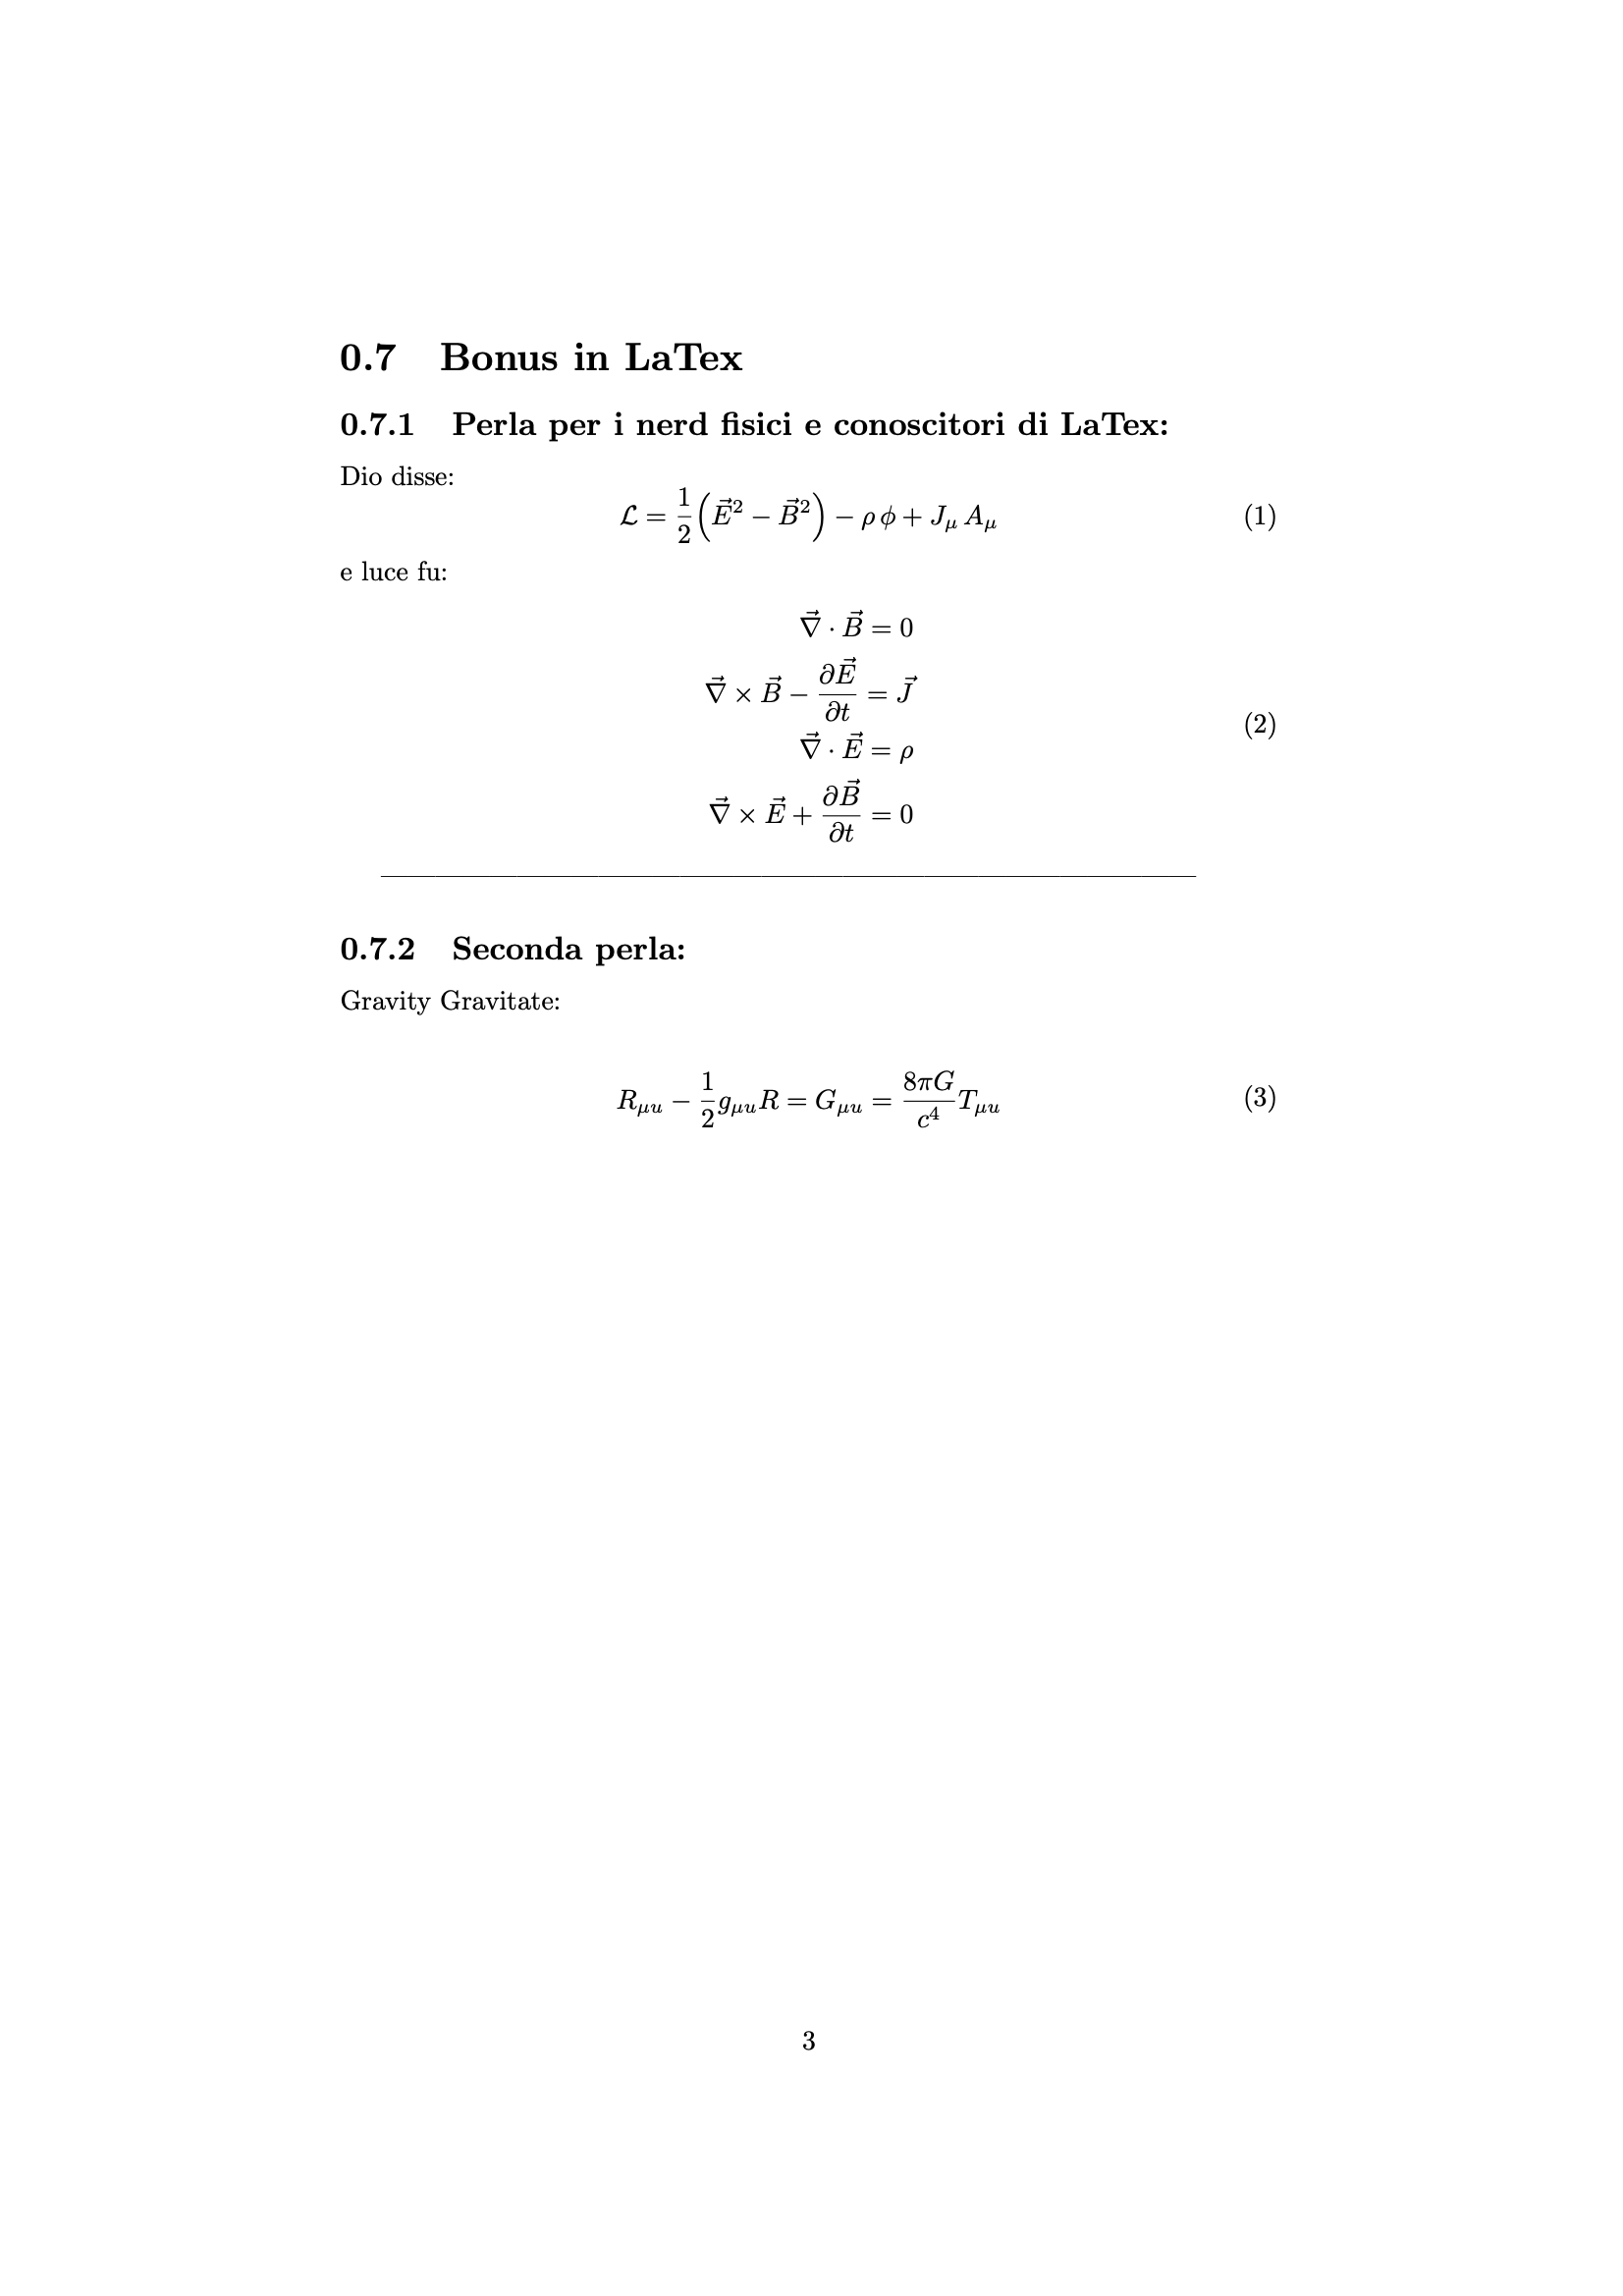 0.7 Bonus in LaTex
0.7.1 Perla per i nerd fisici e conoscitori di LaTex:
Dio disse:
$\mathcal{L} = \frac{1}{2}\left(\vec{E}^2 - \vec{B}^2\right) - \rho\,\phi + J_\mu\,A_\mu$ (1)
e luce fu:
$\vec{\nabla} \cdot \vec{B} = 0$
$\vec{\nabla} \times \vec{B} - \frac{\partial \vec{E}}{\partial t} = \vec{J}$
(2)
$\vec{\nabla} \cdot \vec{E} = \rho$
$\vec{\nabla} \times \vec{E} + \frac{\partial \vec{B}}{\partial t} = 0$
0.7.2 Seconda perla:
Gravity Gravitate:
$R_{\mu u} - \frac{1}{2} g_{\mu u} R = G_{\mu u} = \frac{8\pi G}{c^4} T_{\mu u}$ (3)
3